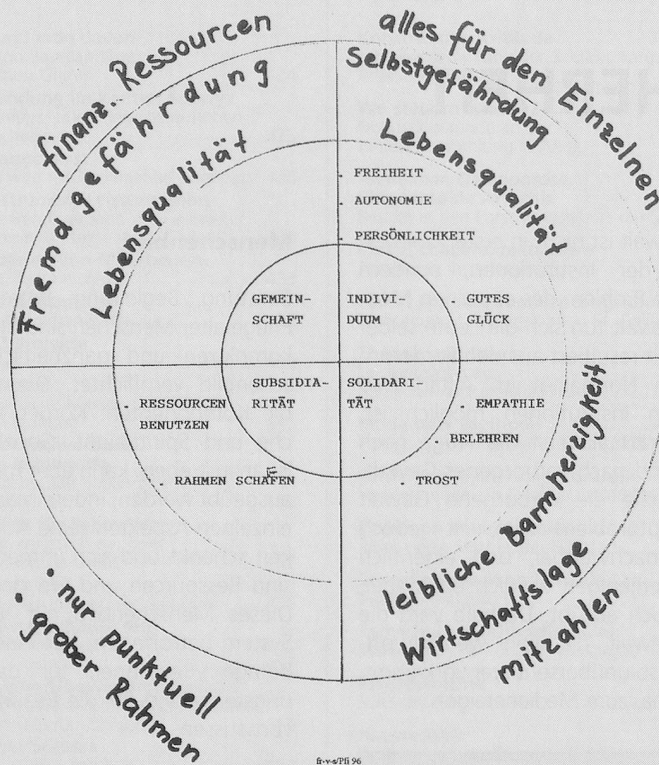 finanz. Ressourcen
Fremdgefährdung
Lebensqualität
alles für den Einzelnen
Selbstgefährdung
Lebensqualität
FREIHEIT
AUTONOMIE
PERSÖNLICHKEIT
GEMEIN-
SCHAFT
INDIVI-
DUUM
GUTES
GLÜCK
SUBSIDIA-
RITÄT
SOLIDARI-
TÄT
RESSOURCEN
BENUTZEN
EMPATHIE
BELEHREN
RAHMEN SCHAFEN
F
TROST
leibliche Barmherzigkeit
Wirtschaftslage
mitzahlen
nur punktuell
• grober Rahmen
fr-v-s/Pfi 96